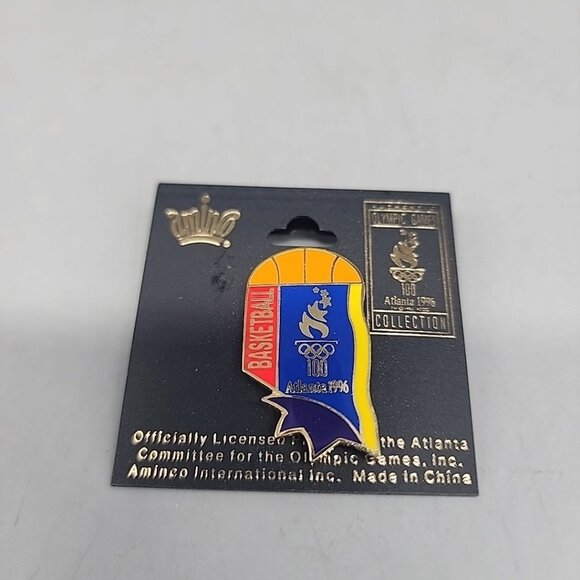 aminco
AUTHENTIC
OLYMPIC GAMES
100
Atlanta 1996
COLLECTION
BASKETBALL
100
Atlanta 1996
Officially Licensed the Atlanta
Committee for the Olympic Games, Inc.
Aminco International Inc. Made in China